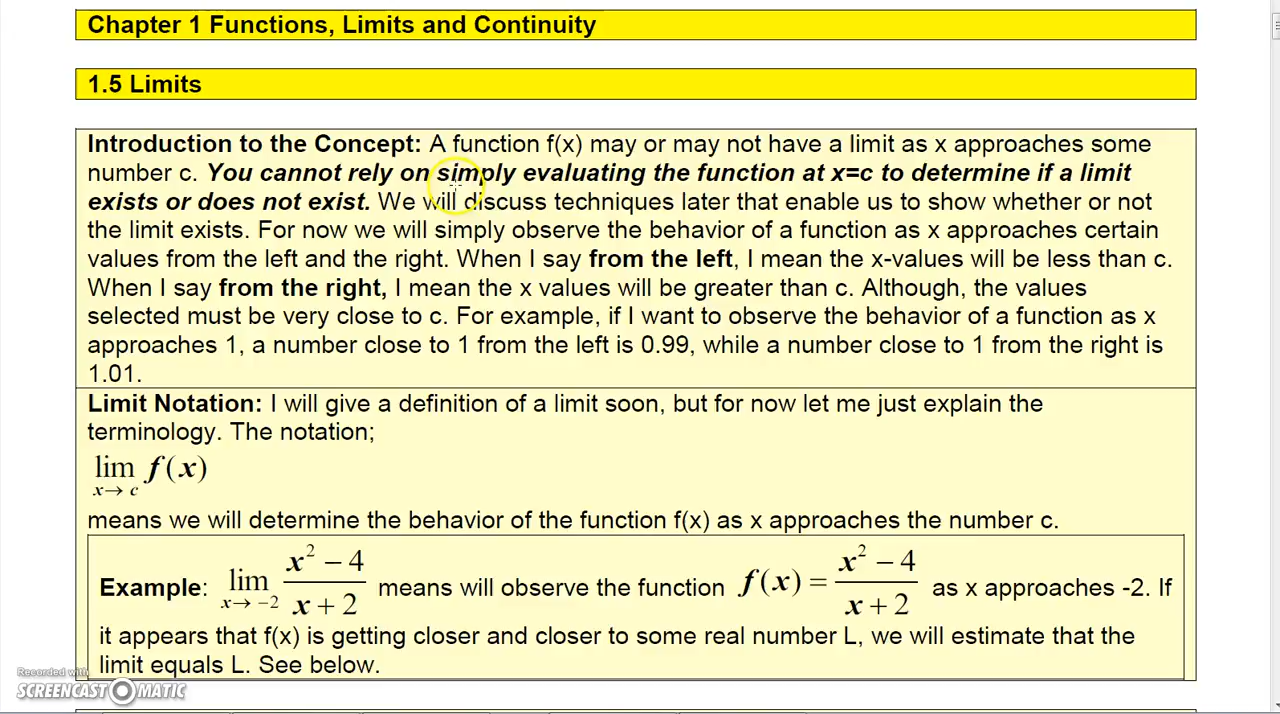 Chapter 1 Functions, Limits and Continuity
1.5 Limits
Introduction to the Concept: A function f(x) may or may not have a limit as x approaches some
number c. You cannot rely on simply evaluating the function at x=c to determine if a limit
exists or does not exist. We will discuss techniques later that enable us to show whether or not
the limit exists. For now we will simply observe the behavior of a function as x approaches certain
values from the left and the right. When I say from the left, I mean the x-values will be less than c.
When I say from the right, I mean the x values will be greater than c. Although, the values
selected must be very close to c. For example, if I want to observe the behavior of a function as x
approaches 1, a number close to 1 from the left is 0.99, while a number close to 1 from the right is
1.01.
Limit Notation: I will give a definition of a limit soon, but for now let me just explain the
terminology. The notation;
lim f(x)
x→ c
means we will determine the behavior of the function f(x) as x approaches the number c.
Example: lim x→ −2 (x² − 4)/(x + 2) means will observe the function f(x) = (x² − 4)/(x + 2) as x approaches -2. If
it appears that f(x) is getting closer and closer to some real number L, we will estimate that the
limit equals L. See below.
Recorded with
SCREENCAST MATIC